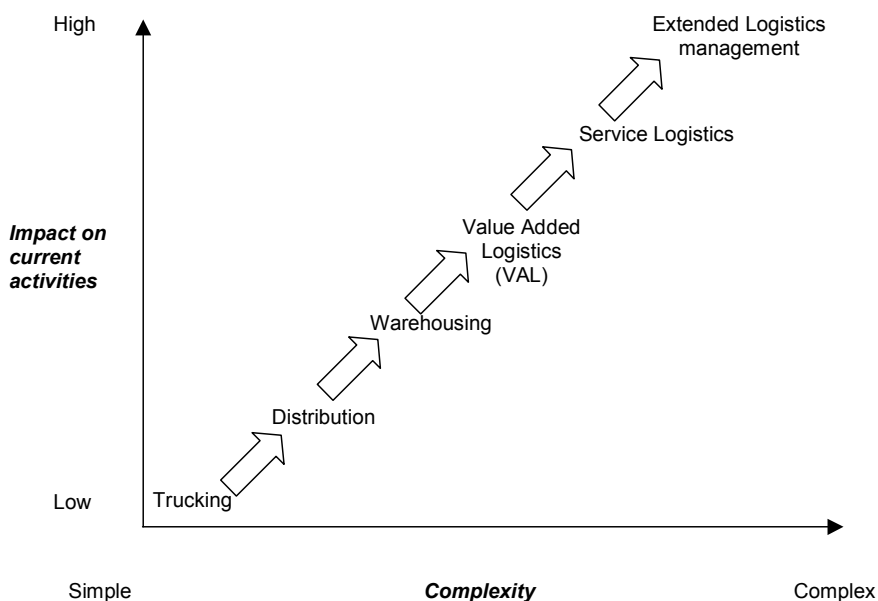 High
Extended Logistics
management
Service Logistics
Impact on
current
activities
Value Added
Logistics
(VAL)
Warehousing
Distribution
Low
Trucking
Simple
Complexity
Complex